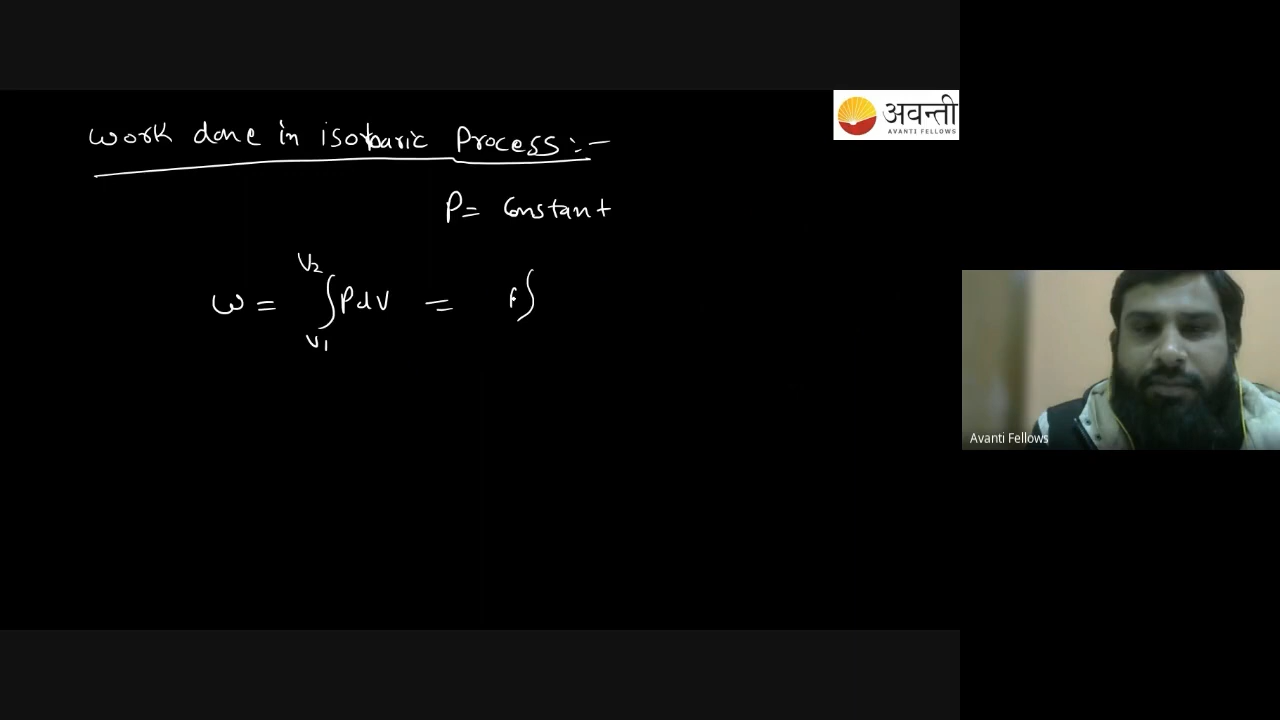 work done in isobaric Process:-
अवन्ती
AVANTI FELLOWS
P = Constant
W = ∫PdV = P∫
V2
V1
Avanti Fellows